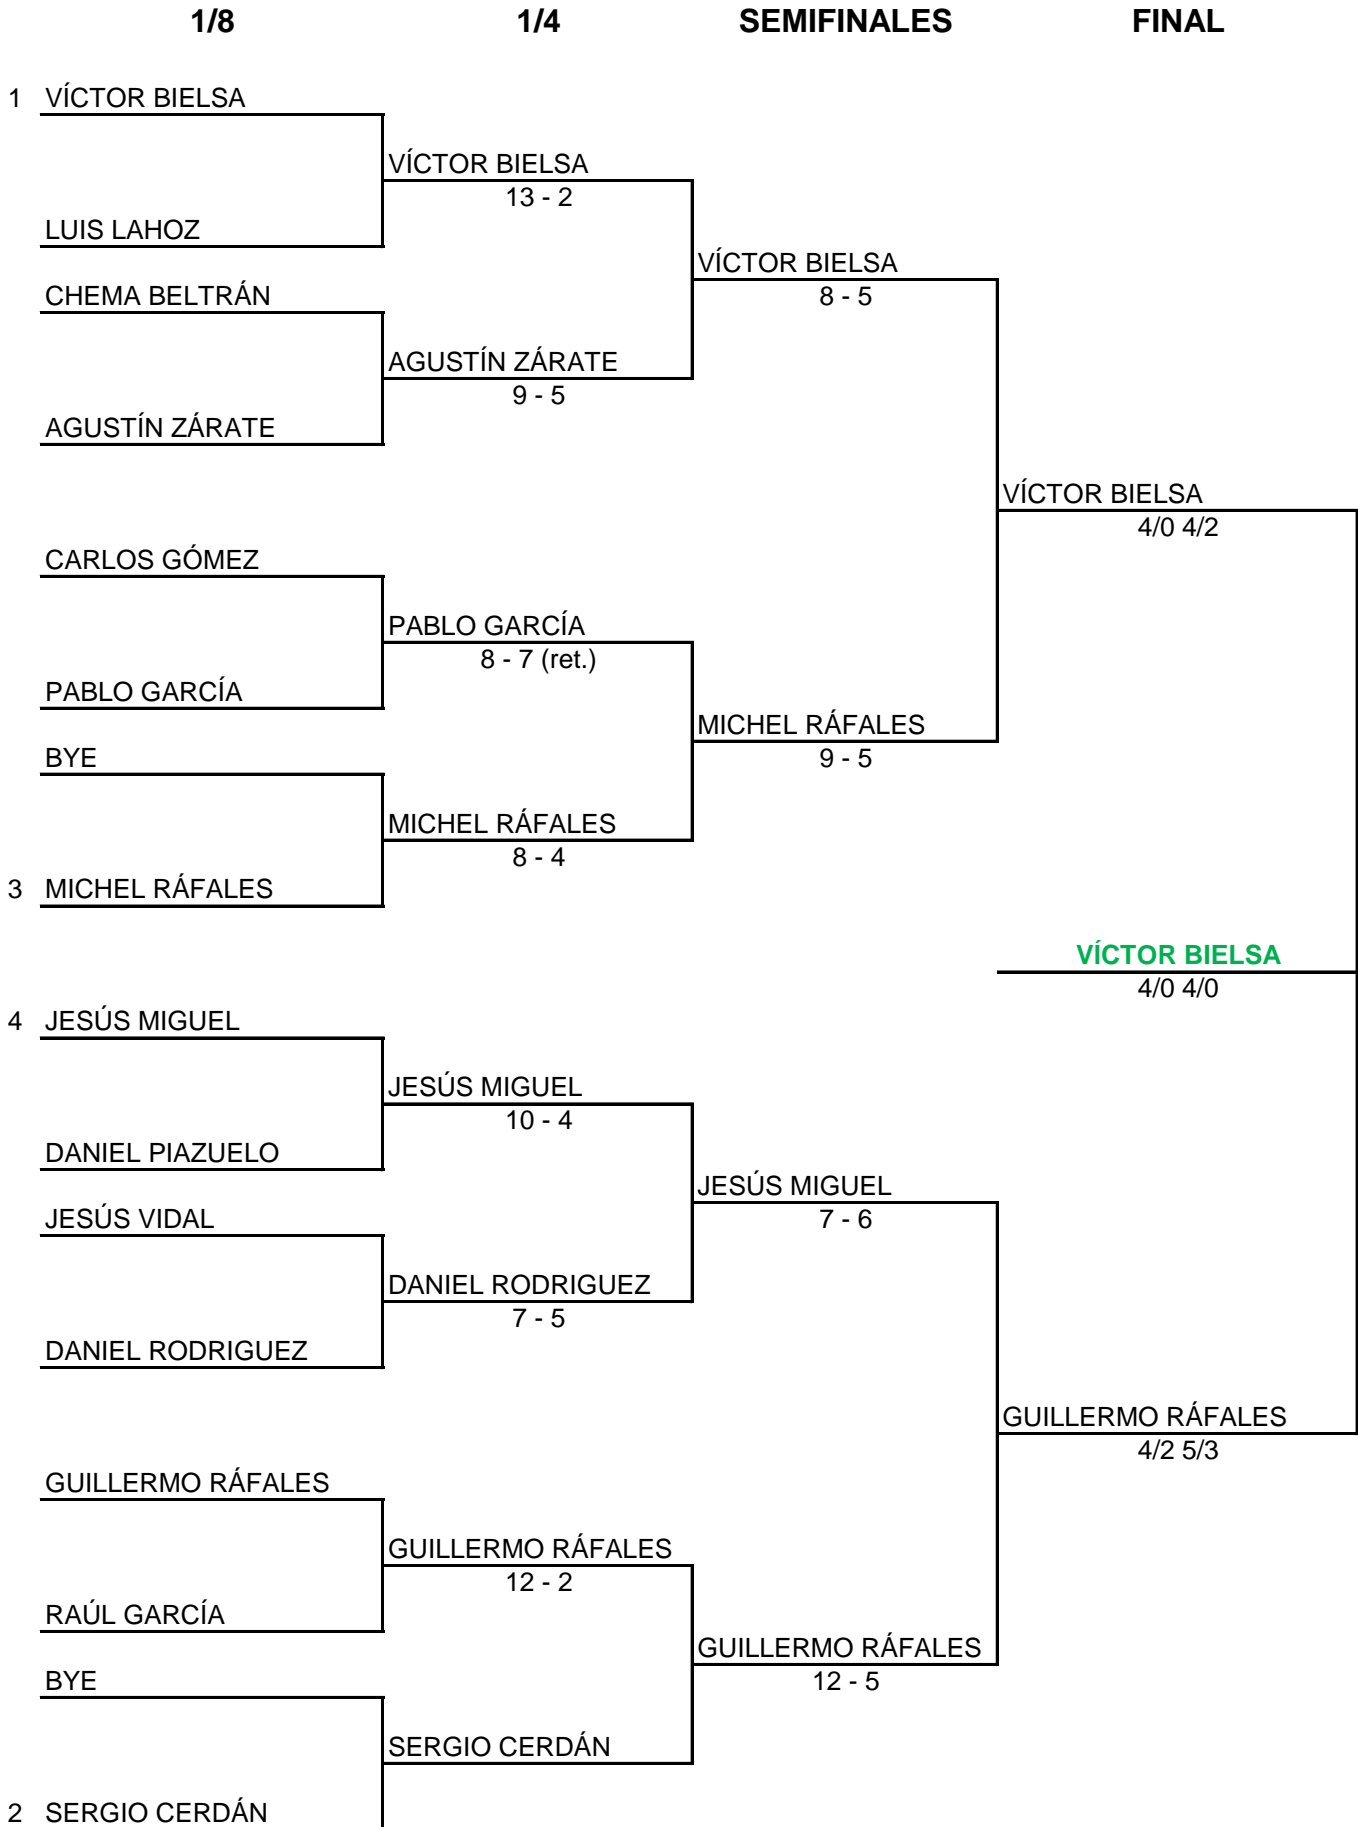 1/8 1/4 SEMIFINALES FINAL
1 VÍCTOR BIELSA
VÍCTOR BIELSA
13 - 2
LUIS LAHOZ
VÍCTOR BIELSA
CHEMA BELTRÁN 8 - 5
AGUSTÍN ZÁRATE
9 - 5
AGUSTÍN ZÁRATE
VÍCTOR BIELSA
4/0 4/2
CARLOS GÓMEZ
PABLO GARCÍA
8 - 7 (ret.)
PABLO GARCÍA
MICHEL RÁFALES
BYE 9 - 5
MICHEL RÁFALES
8 - 4
3 MICHEL RÁFALES
VÍCTOR BIELSA
4/0 4/0
4 JESÚS MIGUEL
JESÚS MIGUEL
10 - 4
DANIEL PIAZUELO
JESÚS MIGUEL
JESÚS VIDAL 7 - 6
DANIEL RODRIGUEZ
7 - 5
DANIEL RODRIGUEZ
GUILLERMO RÁFALES
4/2 5/3
GUILLERMO RÁFALES
GUILLERMO RÁFALES
12 - 2
RAÚL GARCÍA
GUILLERMO RÁFALES
BYE 12 - 5
SERGIO CERDÁN
2 SERGIO CERDÁN